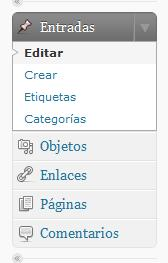 Entradas
Editar
Crear
Etiquetas
Categorías
Objetos
Enlaces
Páginas
Comentarios